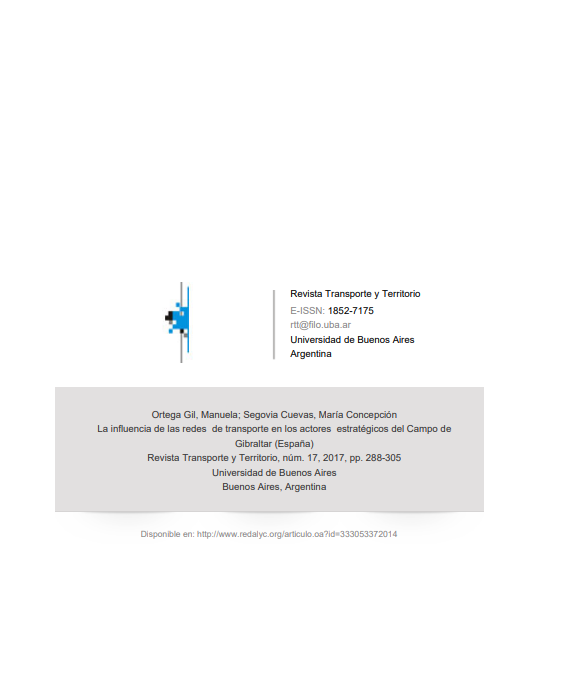 Revista Transporte y Territorio
E-ISSN: 1852-7175
rtt@filo.uba.ar
Universidad de Buenos Aires
Argentina
Ortega Gil, Manuela; Segovia Cuevas, María Concepción
La influencia de las redes de transporte en los actores estratégicos del Campo de
Gibraltar (España)
Revista Transporte y Territorio, núm. 17, 2017, pp. 288-305
Universidad de Buenos Aires
Buenos Aires, Argentina
Disponible en: http://www.redalyc.org/articulo.oa?id=333053372014